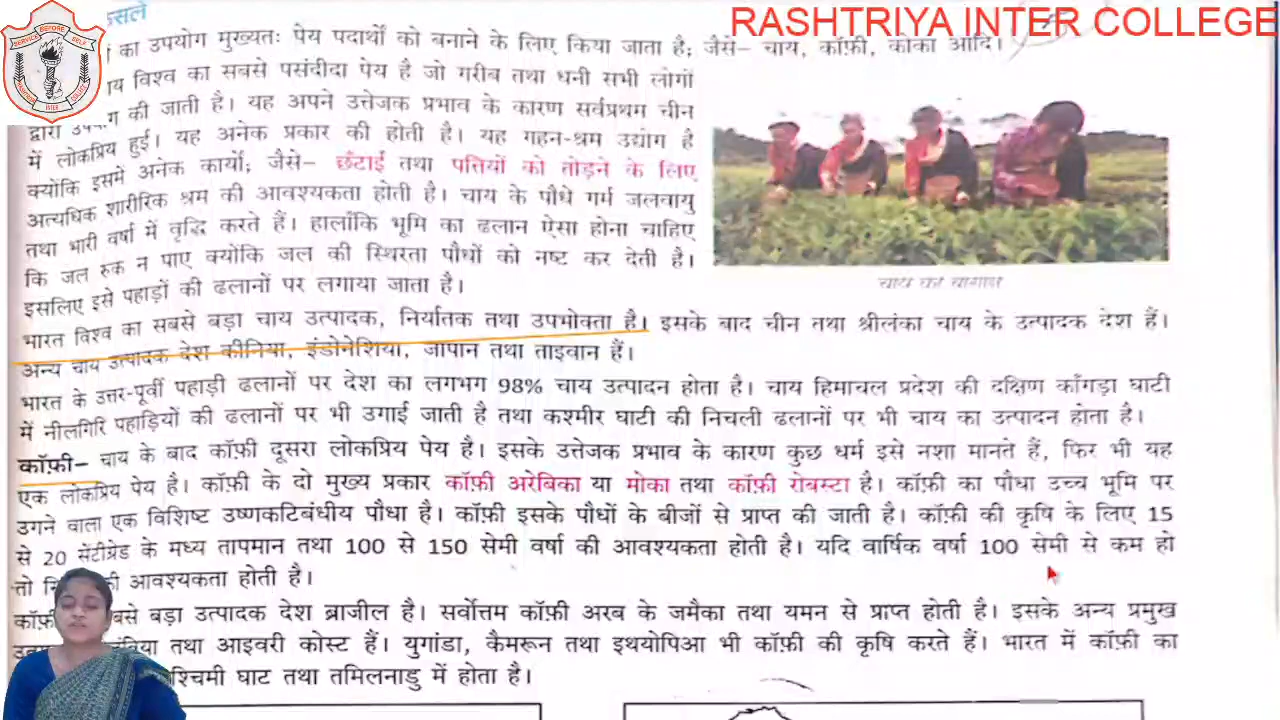 RASHTRIYA INTER COLLEGE
SERVICE BEFORE SELF
INTER
फसलें
का उपयोग मुख्यतः पेय पदार्थों को बनाने के लिए किया जाता है; जैसे– चाय, कॉफ़ी, कोका आदि।
य विश्व का सबसे पसंदीदा पेय है जो गरीब तथा धनी सभी लोगों
द्वारा की जाती है। यह अपने उत्तेजक प्रभाव के कारण सर्वप्रथम चीन
में लोकप्रिय हुई। यह अनेक प्रकार की होती है। यह गहन-श्रम उद्योग है
क्योंकि इसमें अनेक कार्यों; जैसे– छँटाई तथा पत्तियों को तोड़ने के लिए
अत्यधिक शारीरिक श्रम की आवश्यकता होती है। चाय के पौधे गर्म जलवायु
तथा भारी वर्षा में वृद्धि करते हैं। हालाँकि भूमि का ढलान ऐसा होना चाहिए
कि जल रुक न पाए क्योंकि जल की स्थिरता पौधों को नष्ट कर देती है।
इसलिए इसे पहाड़ों की ढलानों पर लगाया जाता है।
चाय का बागान
भारत विश्व का सबसे बड़ा चाय उत्पादक, निर्यातक तथा उपभोक्ता है। इसके बाद चीन तथा श्रीलंका चाय के उत्पादक देश हैं।
अन्य चाय उत्पादक देश कीनिया, इंडोनेशिया, जापान तथा ताइवान हैं।
भारत के उत्तर-पूर्वी पहाड़ी ढलानों पर देश का लगभग 98% चाय उत्पादन होता है। चाय हिमाचल प्रदेश की दक्षिण काँगड़ा घाटी
में नीलगिरि पहाड़ियों की ढलानों पर भी उगाई जाती है तथा कश्मीर घाटी की निचली ढलानों पर भी चाय का उत्पादन होता है।
कॉफ़ी– चाय के बाद कॉफ़ी दूसरा लोकप्रिय पेय है। इसके उत्तेजक प्रभाव के कारण कुछ धर्म इसे नशा मानते हैं, फिर भी यह
एक लोकप्रिय पेय है। कॉफ़ी के दो मुख्य प्रकार कॉफ़ी अरेबिका या मोका तथा कॉफ़ी रोबस्टा है। कॉफ़ी का पौधा उच्च भूमि पर
उगने वाला एक विशिष्ट उष्णकटिबंधीय पौधा है। कॉफ़ी इसके पौधों के बीजों से प्राप्त की जाती है। कॉफ़ी की कृषि के लिए 15
से 20 सेंटीग्रेड के मध्य तापमान तथा 100 से 150 सेमी वर्षा की आवश्यकता होती है। यदि वार्षिक वर्षा 100 सेमी से कम हो
तो की आवश्यकता होती है।
कॉफ़ी बसे बड़ा उत्पादक देश ब्राजील है। सर्वोत्तम कॉफ़ी अरब के जमैका तथा यमन से प्राप्त होती है। इसके अन्य प्रमुख
तथा आइवरी कोस्ट हैं। युगांडा, कैमरून तथा इथयोपिआ भी कॉफ़ी की कृषि करते हैं। भारत में कॉफ़ी का
श्चिमी घाट तथा तमिलनाडु में होता है।